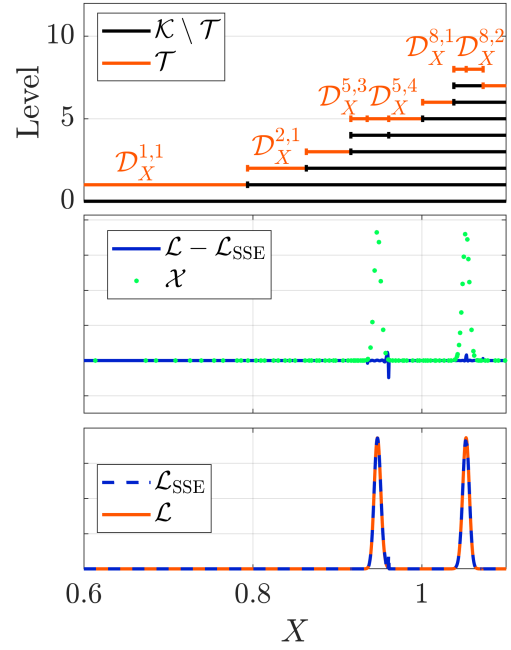 10
5
0
Level
𝒦 \ 𝒯
𝒯
𝒟_X^{1,1}
𝒟_X^{2,1}
𝒟_X^{5,3} 𝒟_X^{5,4}
𝒟_X^{8,1} 𝒟_X^{8,2}
ℒ − ℒ_SSE
𝒳
ℒ_SSE
ℒ
0.6 0.8 1
X